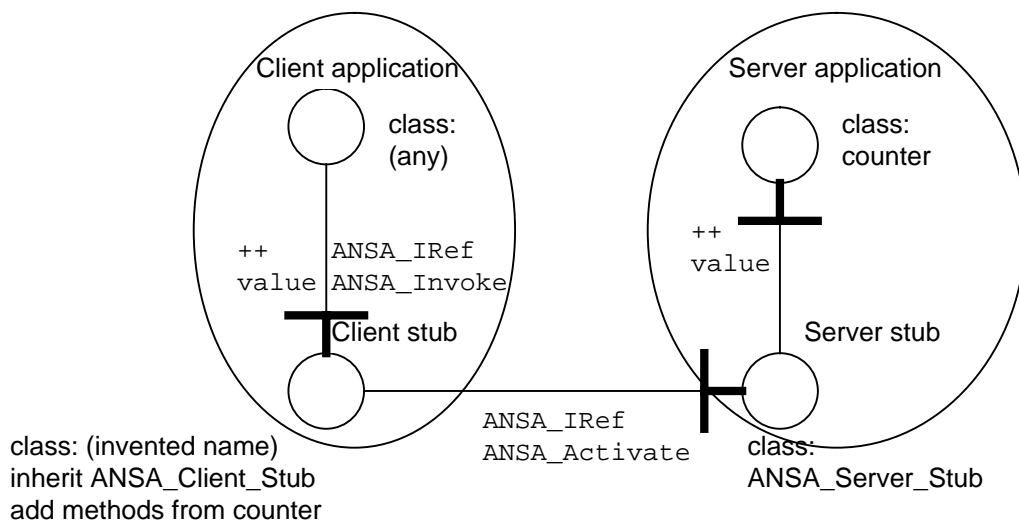 Client application
class:
(any)
++
value
ANSA_IRef
ANSA_Invoke
Client stub
class: (invented name)
inherit ANSA_Client_Stub
add methods from counter
ANSA_IRef
ANSA_Activate
Server application
class:
counter
++
value
Server stub
class:
ANSA_Server_Stub